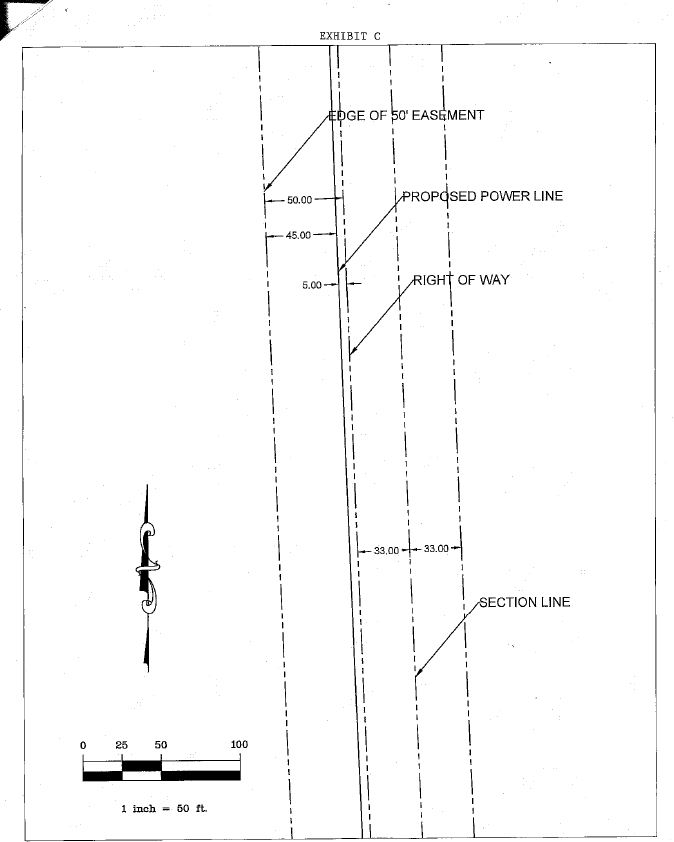 EXHIBIT C
EDGE OF 50' EASEMENT
50.00
PROPOSED POWER LINE
45.00
5.00
RIGHT OF WAY
33.00
33.00
SECTION LINE
0 25 50 100
1 inch = 50 ft.